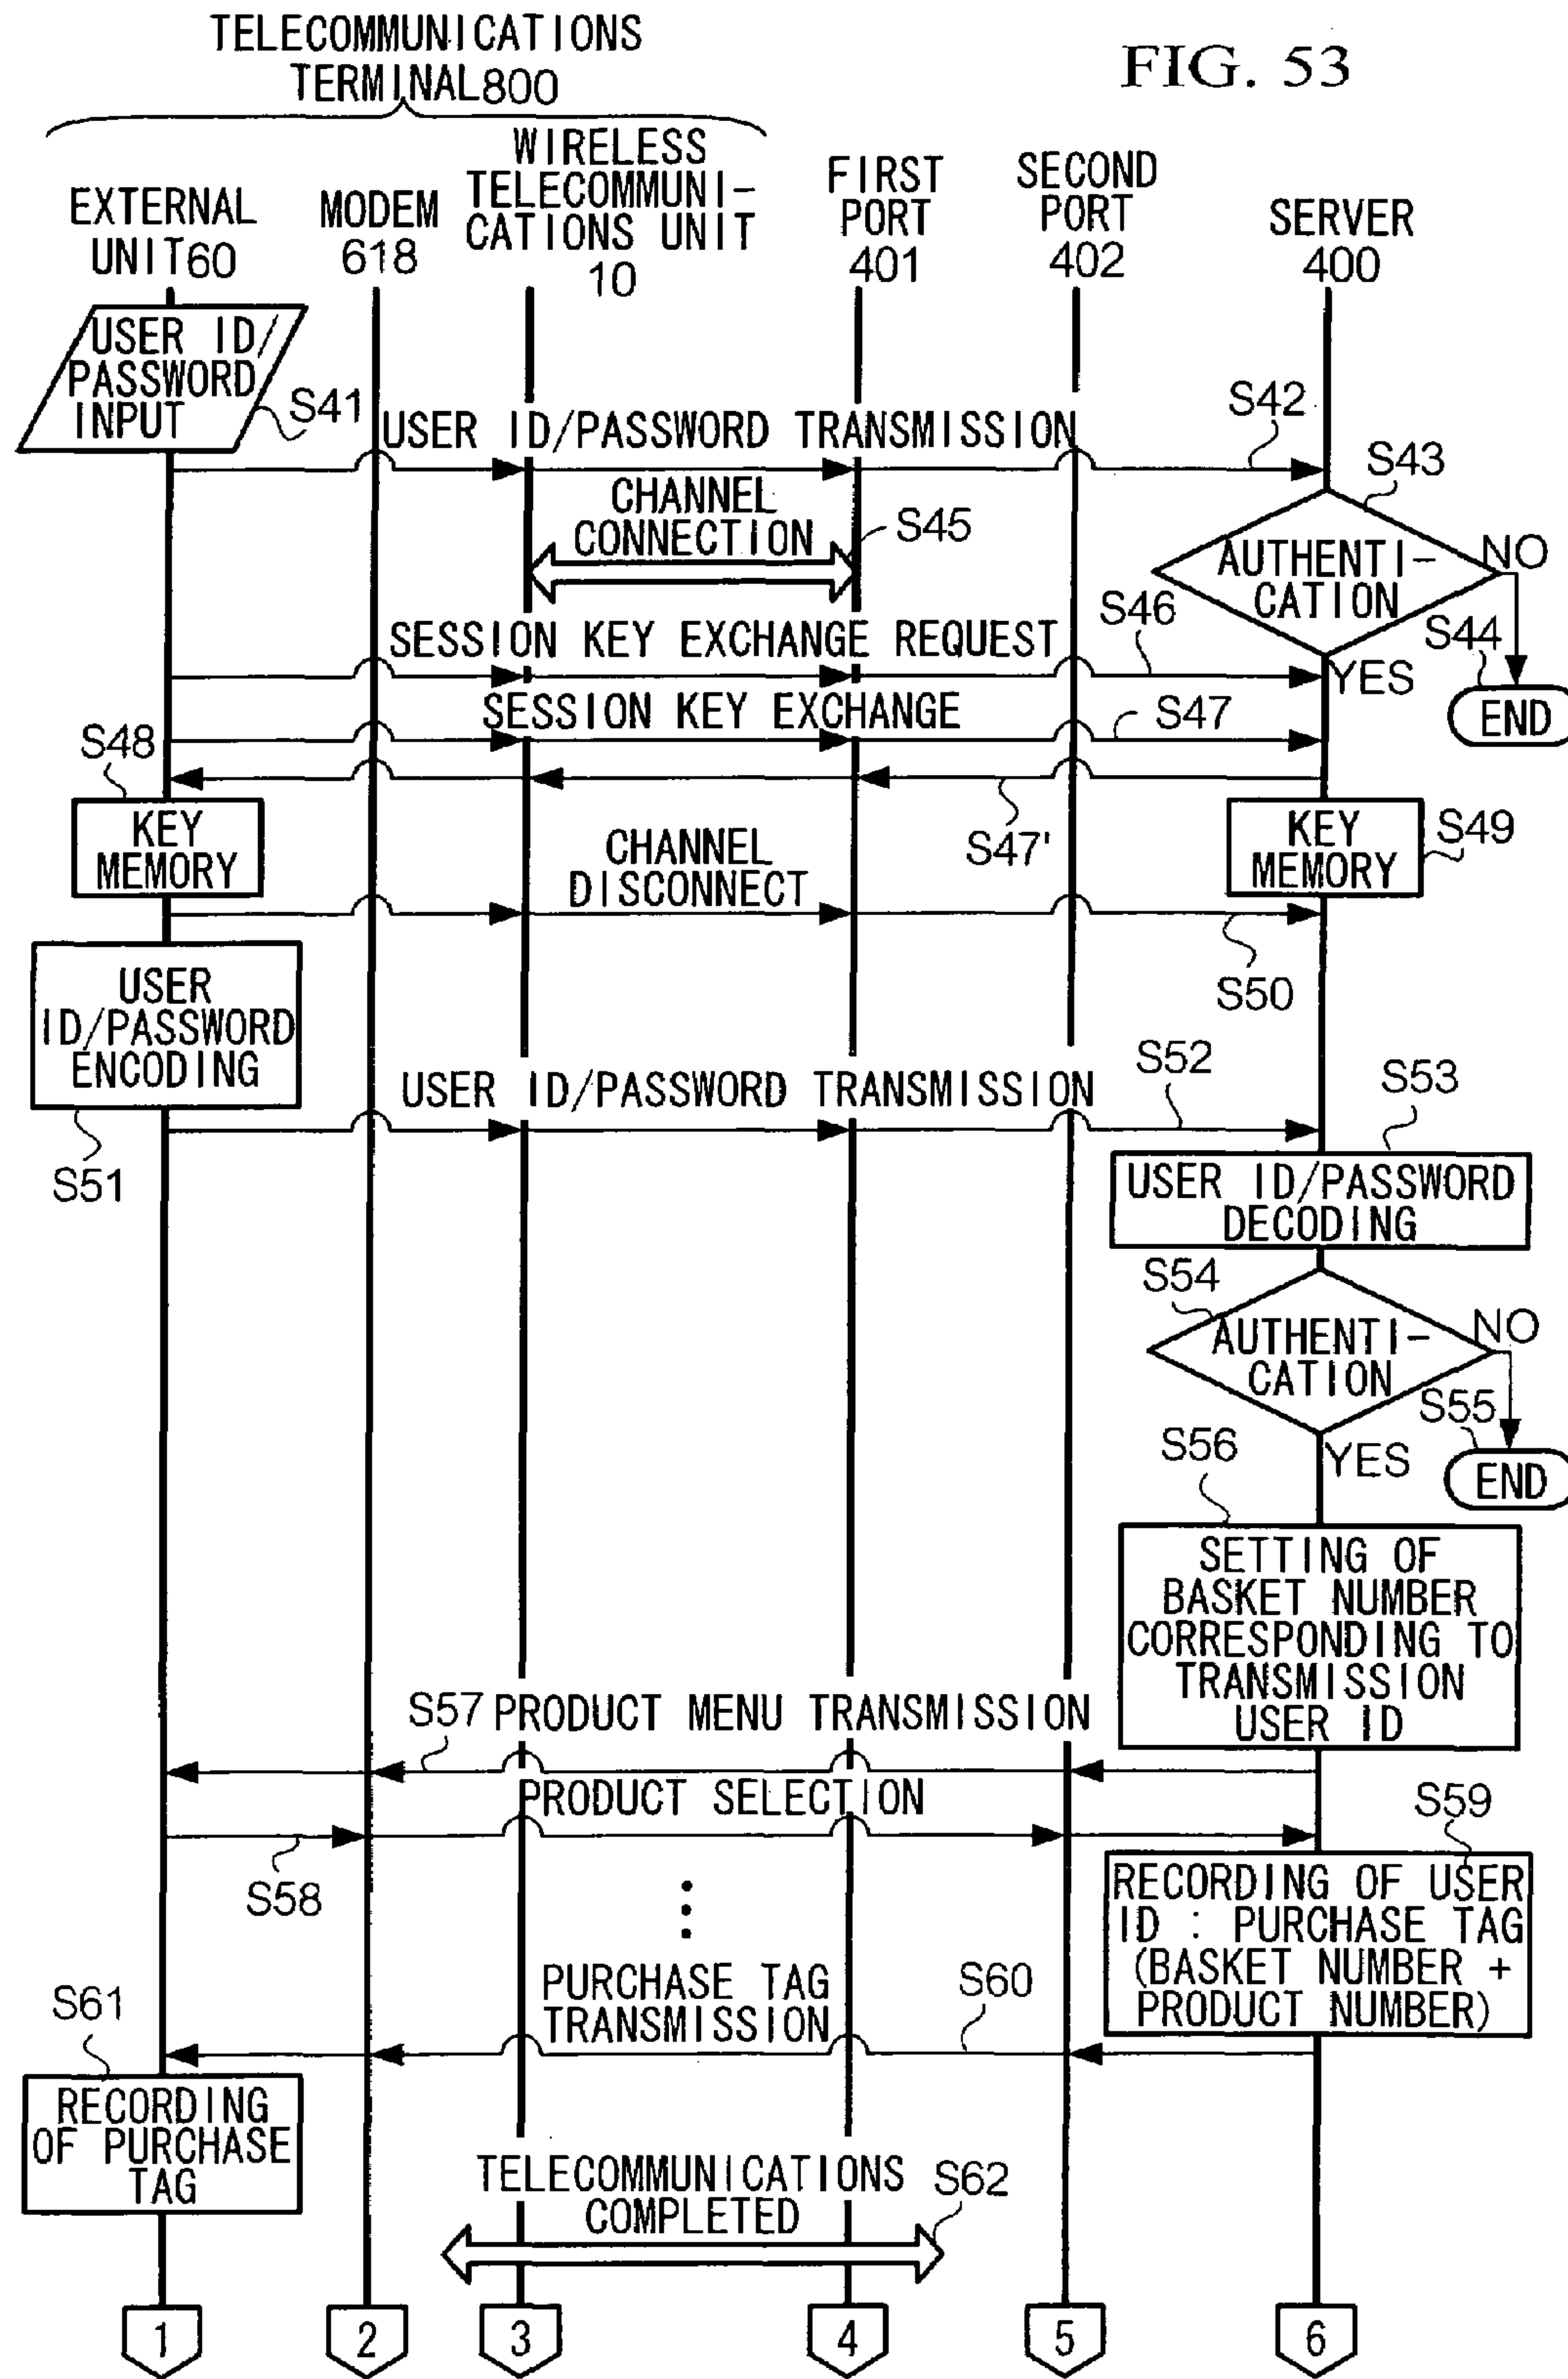 TELECOMMUNICATIONS
TERMINAL800
FIG. 53
EXTERNAL
UNIT60
MODEM
618
WIRELESS
TELECOMMUNI-
CATIONS UNIT
10
FIRST
PORT
401
SECOND
PORT
402
SERVER
400
USER ID/
PASSWORD
INPUT
S41
USER ID/PASSWORD TRANSMISSION
S42
S43
CHANNEL
CONNECTION
S45
AUTHENTI-
CATION
NO
S44
YES
END
SESSION KEY EXCHANGE REQUEST
S46
SESSION KEY EXCHANGE
S47
S48
KEY
MEMORY
S47'
KEY
MEMORY
S49
CHANNEL
DISCONNECT
S50
USER
ID/PASSWORD
ENCODING
S51
USER ID/PASSWORD TRANSMISSION
S52
S53
USER ID/PASSWORD
DECODING
S54
AUTHENTI-
CATION
NO
S55
YES
END
S56
SETTING OF
BASKET NUMBER
CORRESPONDING TO
TRANSMISSION
USER ID
S57
PRODUCT MENU TRANSMISSION
PRODUCT SELECTION
S58
S59
RECORDING OF USER
ID : PURCHASE TAG
(BASKET NUMBER +
PRODUCT NUMBER)
PURCHASE TAG
TRANSMISSION
S60
S61
RECORDING
OF PURCHASE
TAG
TELECOMMUNICATIONS
COMPLETED
S62
1
2
3
4
5
6